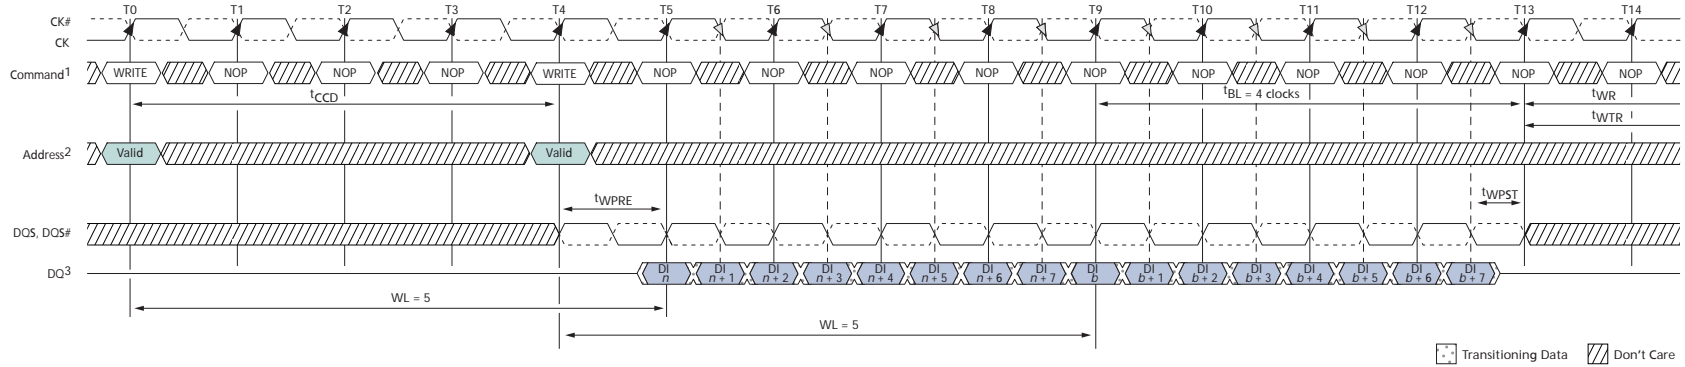 T0 T1 T2 T3 T4 T5 T6 T7 T8 T9 T10 T11 T12 T13 T14
CK#
CK
Command1 WRITE NOP NOP NOP WRITE NOP NOP NOP NOP NOP NOP NOP NOP NOP NOP
tCCD tBL = 4 clocks tWR
tWTR
Address2 Valid Valid
tWPRE tWPST
DQS, DQS#
DQ3 DI n DI n + 1 DI n + 2 DI n + 3 DI n + 4 DI n + 5 DI n + 6 DI n + 7 DI b DI b + 1 DI b + 2 DI b + 3 DI b + 4 DI b + 5 DI b + 6 DI b + 7
WL = 5
WL = 5
Transitioning Data Don't Care